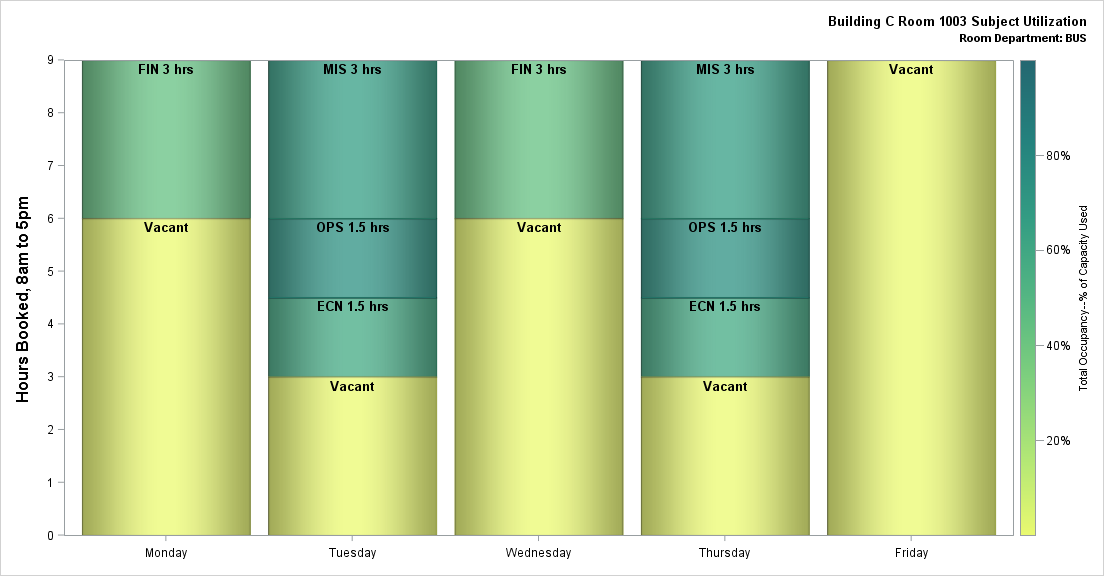 Building C Room 1003 Subject Utilization
Room Department: BUS
Hours Booked, 8am to 5pm
9
8
7
6
5
4
3
2
1
0
FIN 3 hrs
Vacant
MIS 3 hrs
OPS 1.5 hrs
ECN 1.5 hrs
Vacant
FIN 3 hrs
Vacant
MIS 3 hrs
OPS 1.5 hrs
ECN 1.5 hrs
Vacant
Vacant
Monday
Tuesday
Wednesday
Thursday
Friday
80%
60%
40%
20%
Total Occupancy--% of Capacity Used